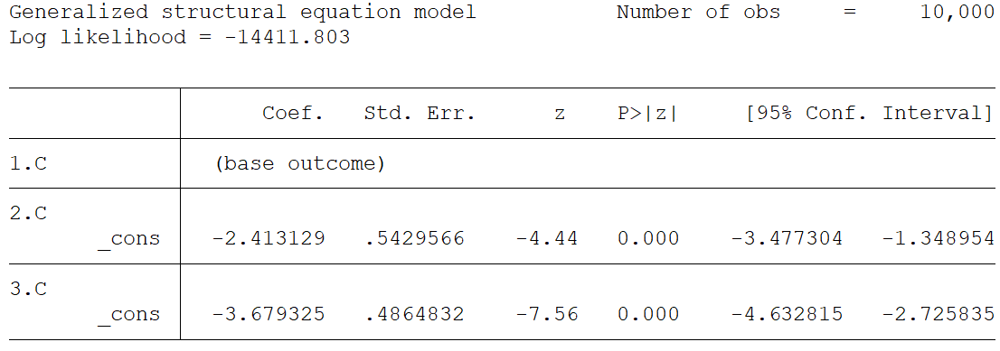 Generalized structural equation model Number of obs = 10,000
Log likelihood = -14411.803
Coef. Std. Err. z P>|z| [95% Conf. Interval]
1.C (base outcome)
2.C
_cons -2.413129 .5429566 -4.44 0.000 -3.477304 -1.348954
3.C
_cons -3.679325 .4864832 -7.56 0.000 -4.632815 -2.725835